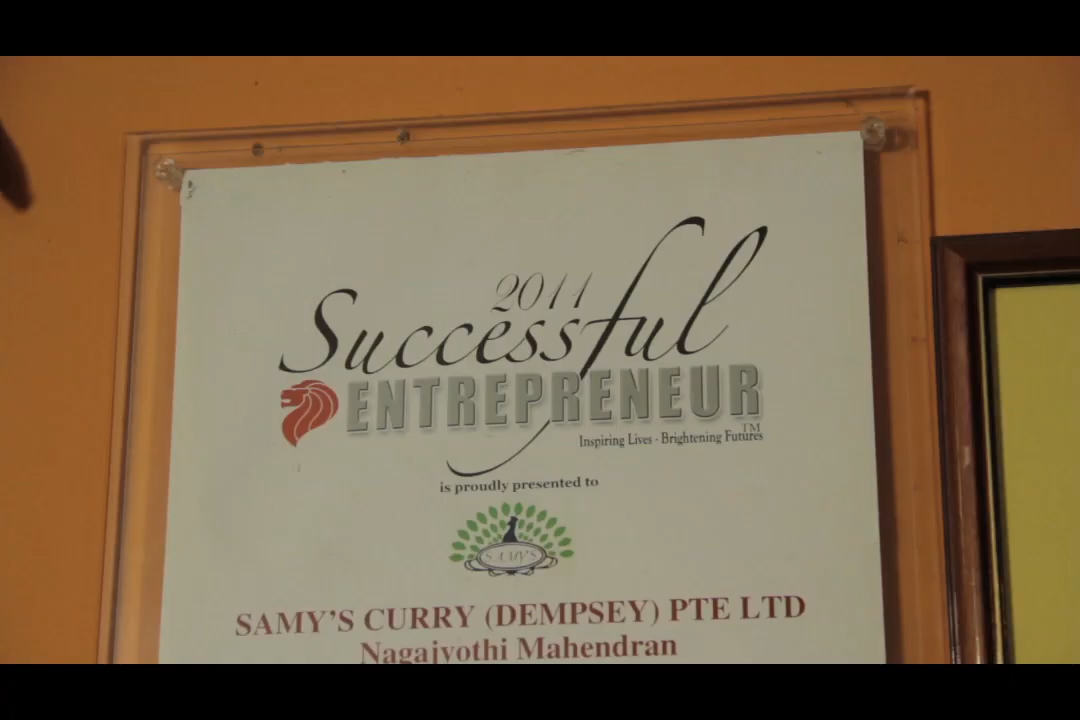 2011
Successful
ENTREPRENEUR
TM
Inspiring Lives - Brightening Futures
is proudly presented to
SAMY'S
SAMY'S CURRY (DEMPSEY) PTE LTD
Nagajyothi Mahendran